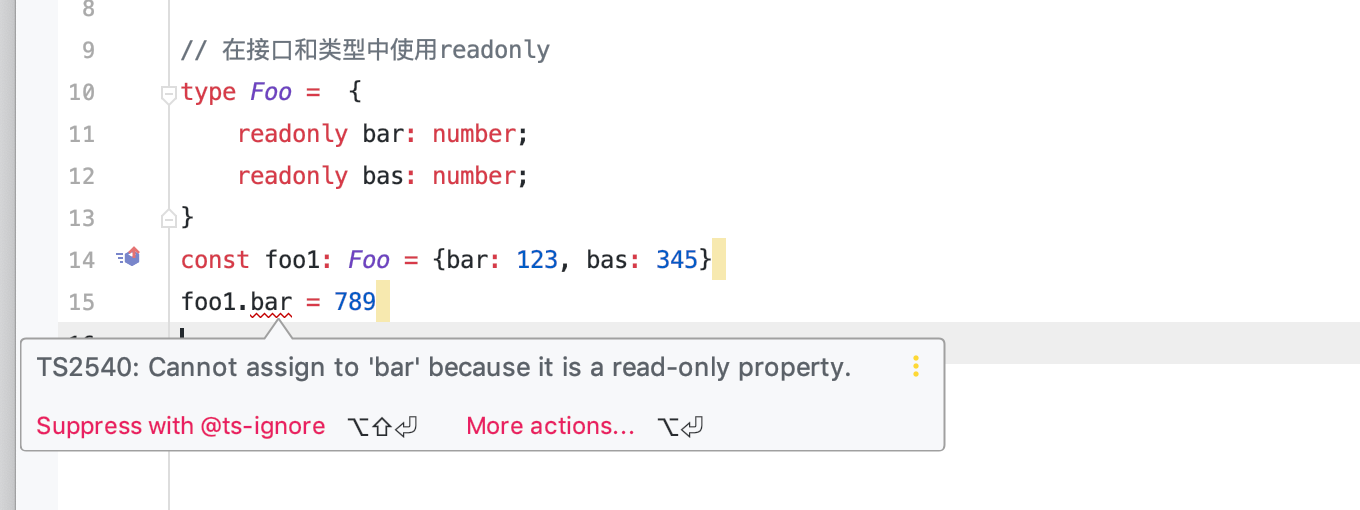 8
9 // 在接口和类型中使用readonly
10 type Foo =  {
11     readonly bar: number;
12     readonly bas: number;
13 }
14 const foo1: Foo = {bar: 123, bas: 345}
15 foo1.bar = 789
TS2540: Cannot assign to 'bar' because it is a read-only property.
Suppress with @ts-ignore ⌥⇧⏎ More actions... ⌥⏎